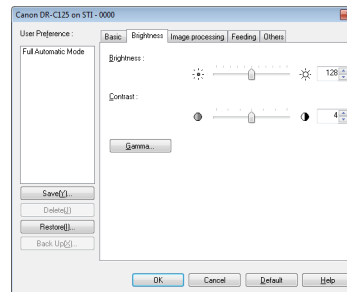 Canon DR-C125 on STI - 0000
User Preference :
Full Automatic Mode
Save(Y)...
Delete(J)
Restore(I)...
Back Up(X)...
Basic Brightness Image processing Feeding Others
Brightness :
128
Contrast :
4
Gamma...
OK Cancel Default Help